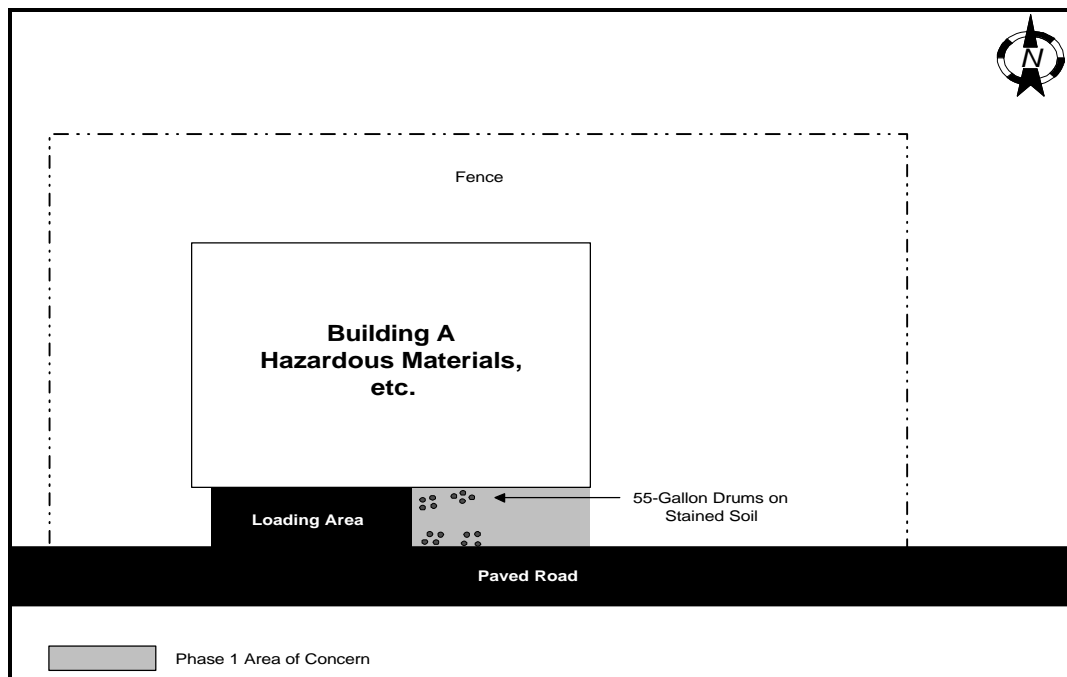 N
Fence
Building A
Hazardous Materials,
etc.
55-Gallon Drums on
Stained Soil
Loading Area
Paved Road
Phase 1 Area of Concern